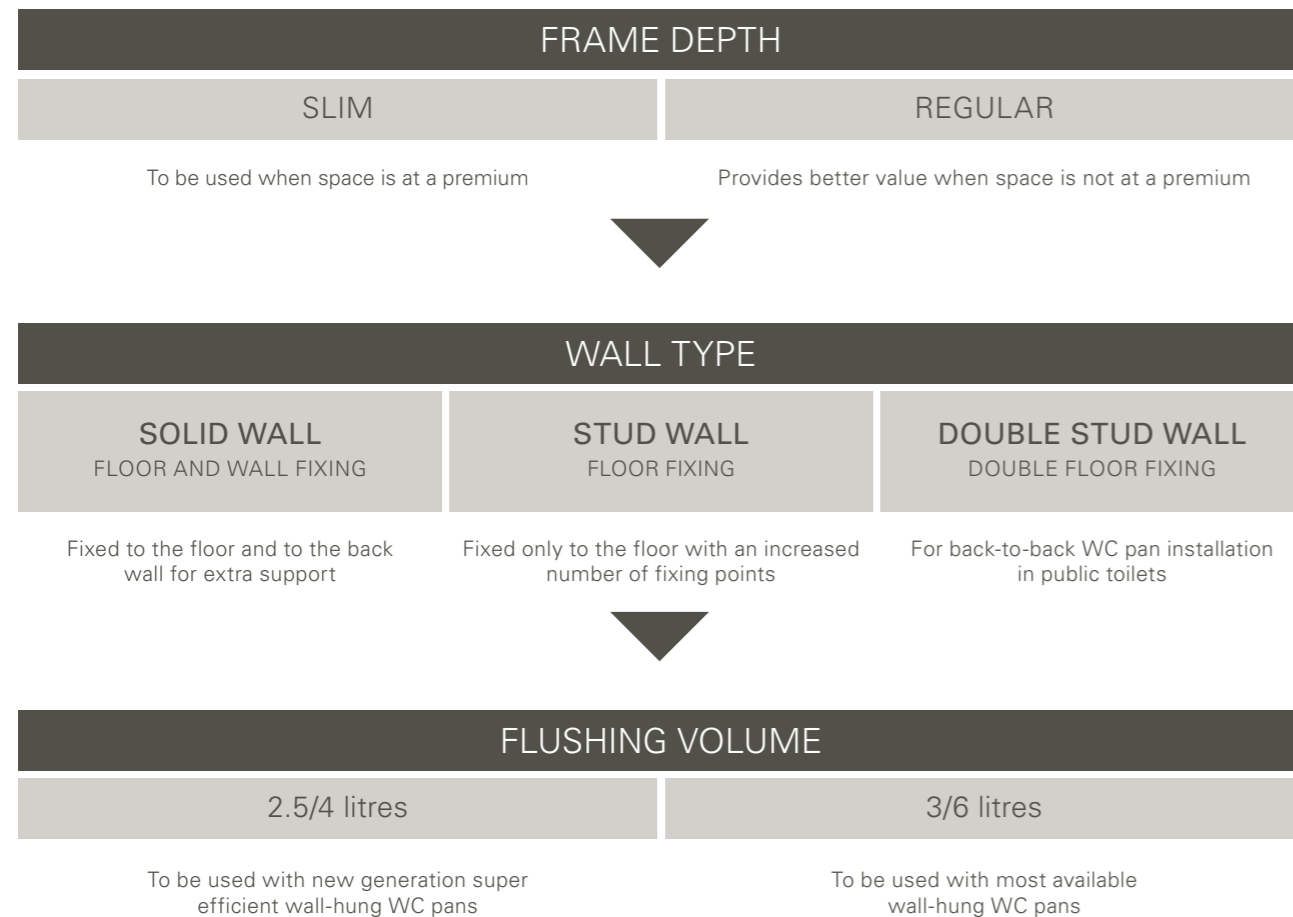 FRAME DEPTH
SLIM
REGULAR
To be used when space is at a premium
Provides better value when space is not at a premium
WALL TYPE
SOLID WALL
FLOOR AND WALL FIXING
Fixed to the floor and to the back
wall for extra support
STUD WALL
FLOOR FIXING
Fixed only to the floor with an increased
number of fixing points
DOUBLE STUD WALL
DOUBLE FLOOR FIXING
For back-to-back WC pan installation
in public toilets
FLUSHING VOLUME
2.5/4 litres
3/6 litres
To be used with new generation super
efficient wall-hung WC pans
To be used with most available
wall-hung WC pans